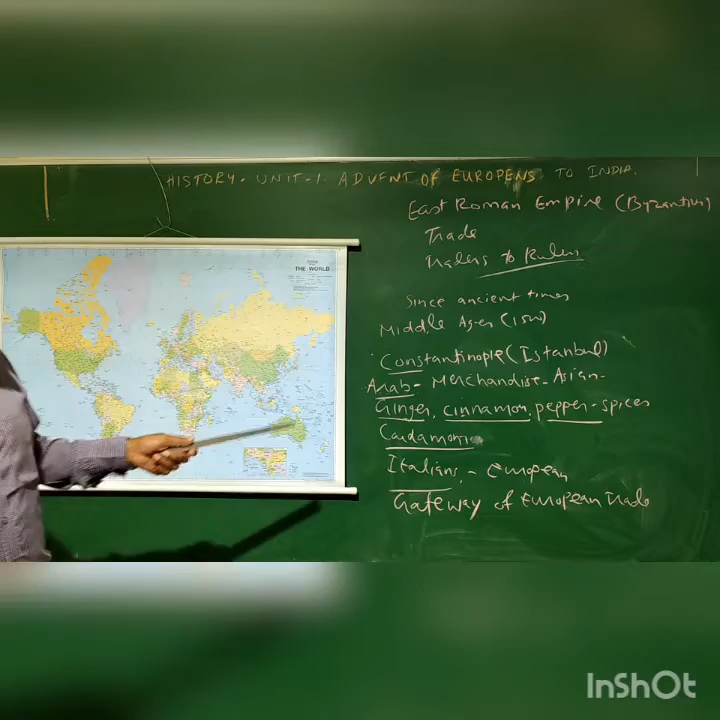 HISTORY. UNIT-1. ADVENT OF EUROPENS. TO INDIA.
EAST ROMAN EMPIRE (Byzantius)
Trade
Traders to Rulers
THE WORLD
Since ancient times
Middle Ages (15th)
Constantinople (Istanbul)
Arab - Merchandise - Asian-
Ginger, cinnamon, pepper - spices
Cardamom
Italians - European
Gateway of European Trade
InShOt